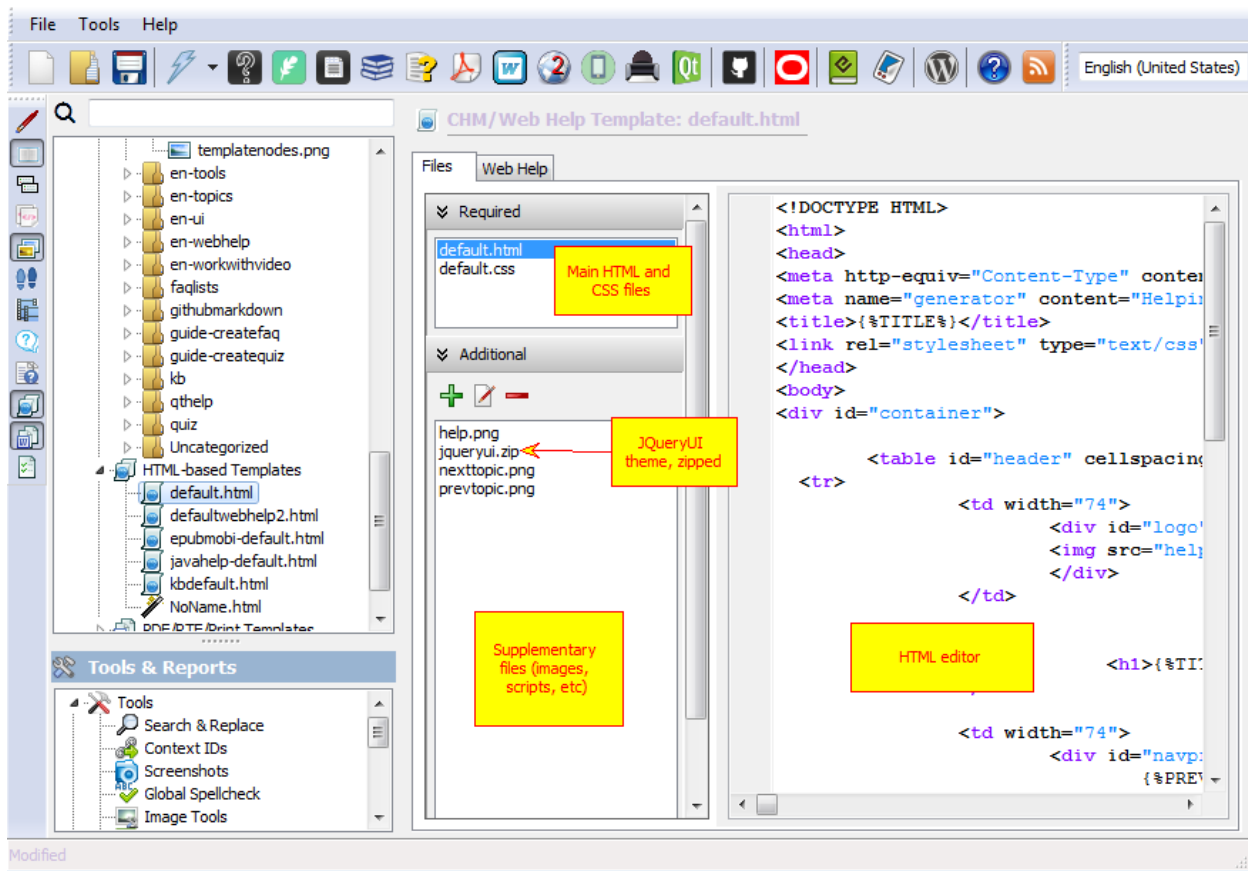 File Tools Help
English (United States)
CHM/Web Help Template: default.html
templatenodes.png
en-tools
en-topics
en-ui
en-webhelp
en-workwithvideo
faqlists
githubmarkdown
guide-createfaq
guide-createquiz
kb
qthelp
quiz
Uncategorized
HTML-based Templates
default.html
defaultwebhelp2.html
epubmobi-default.html
javahelp-default.html
kbdefault.html
NoName.html
PDF/RTF/Print Templates
Tools & Reports
Tools
Search & Replace
Context IDs
Screenshots
Global Spellcheck
Image Tools
Files Web Help
Required
default.html
default.css
Main HTML and
CSS files
Additional
help.png
jqueryui.zip
nexttopic.png
prevtopic.png
JQueryUI
theme, zipped
Supplementary
files (images,
scripts, etc)
<!DOCTYPE HTML>
<html>
<head>
<meta http-equiv="Content-Type" conte
<meta name="generator" content="Helpi
<title>{%TITLE%}</title>
<link rel="stylesheet" type="text/css"
</head>
<body>
<div id="container">
<table id="header" cellspacing
<tr>
<td width="74">
<div id="logo"
<img src="help
</div>
</td>
HTML editor
<h1>{%TI
<td width="74">
<div id="navp
{%PREV
Modified